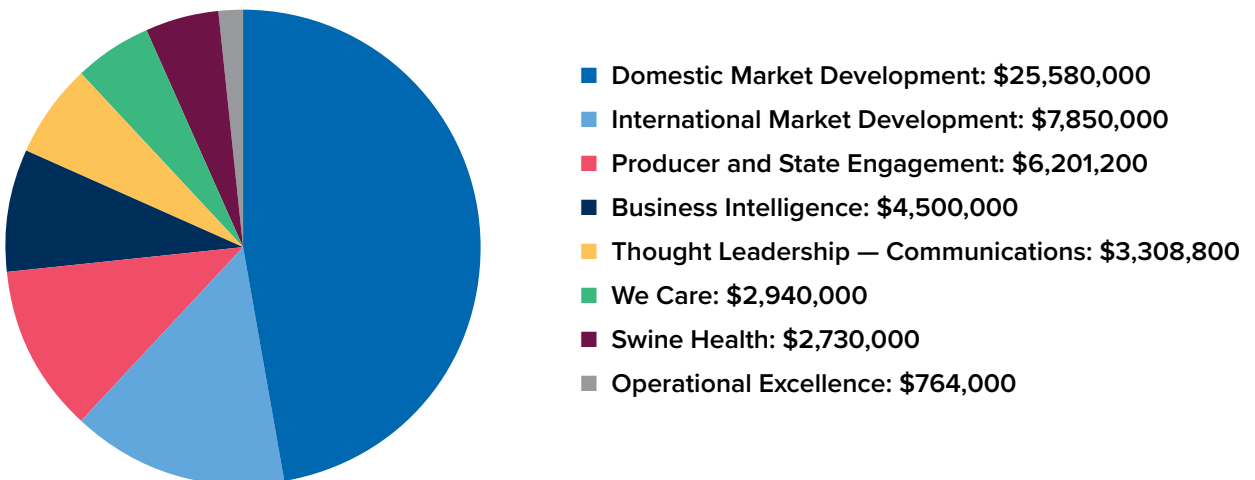 Domestic Market Development: $25,580,000
International Market Development: $7,850,000
Producer and State Engagement: $6,201,200
Business Intelligence: $4,500,000
Thought Leadership — Communications: $3,308,800
We Care: $2,940,000
Swine Health: $2,730,000
Operational Excellence: $764,000